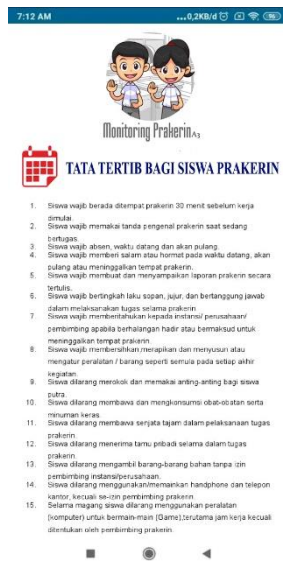 7:12 AM
...0,2KB/d
96
Monitoring Prakerin A3
TATA TERTIB BAGI SISWA PRAKERIN
1. Siswa wajib berada ditempat prakerin 30 menit sebelum kerja
dimulai.
2. Siswa wajib memakai tanda pengenal prakerin saat sedang
bertugas.
3. Siswa wajib absen, waktu datang dan akan pulang.
4. Siswa wajib memberi salam atau hormat pada waktu datang, akan
pulang atau meninggalkan tempat prakerin.
5. Siswa wajib membuat dan menyampaikan laporan prakerin secara
tertulis.
6. Siswa wajib bertingkah laku sopan, jujur, dan bertanggung jawab
dalam melaksanakan tugas selama prakerin
7. Siswa wajib memberitahukan kepada instansi/ perusahaan/
pembimbing apabila berhalangan hadir atau bermaksud untuk
meninggalkan tempat prakerin.
8. Siswa wajib membersihkan,merapikan dan menyusun atau
mengatur peralatan / barang seperti semula pada setiap akhir
kegiatan.
9. Siswa dilarang merokok dan memakai anting-anting bagi siswa
putra.
10. Siswa dilarang membawa dan mengkonsumsi obat-obatan serta
minuman keras.
11. Siswa dilarang membawa senjata tajam dalam pelaksanaan tugas
prakerin.
12. Siswa dilarang menerima tamu pribadi selama dalam tugas
prakerin.
13. Siswa dilarang mengambil barang-barang bahan tanpa izin
pembimbing instansi/perusahaan.
14. Siswa dilarang menggunakan/memainkan handphone dan telepon
kantor, kecuali se-izin pembimbing prakerin.
15. Selama magang siswa dilarang menggunakan peralatan
(komputer) untuk bermain-main (Game),terutama jam kerja kecuali
ditentukan oleh pembimbing prakerin.